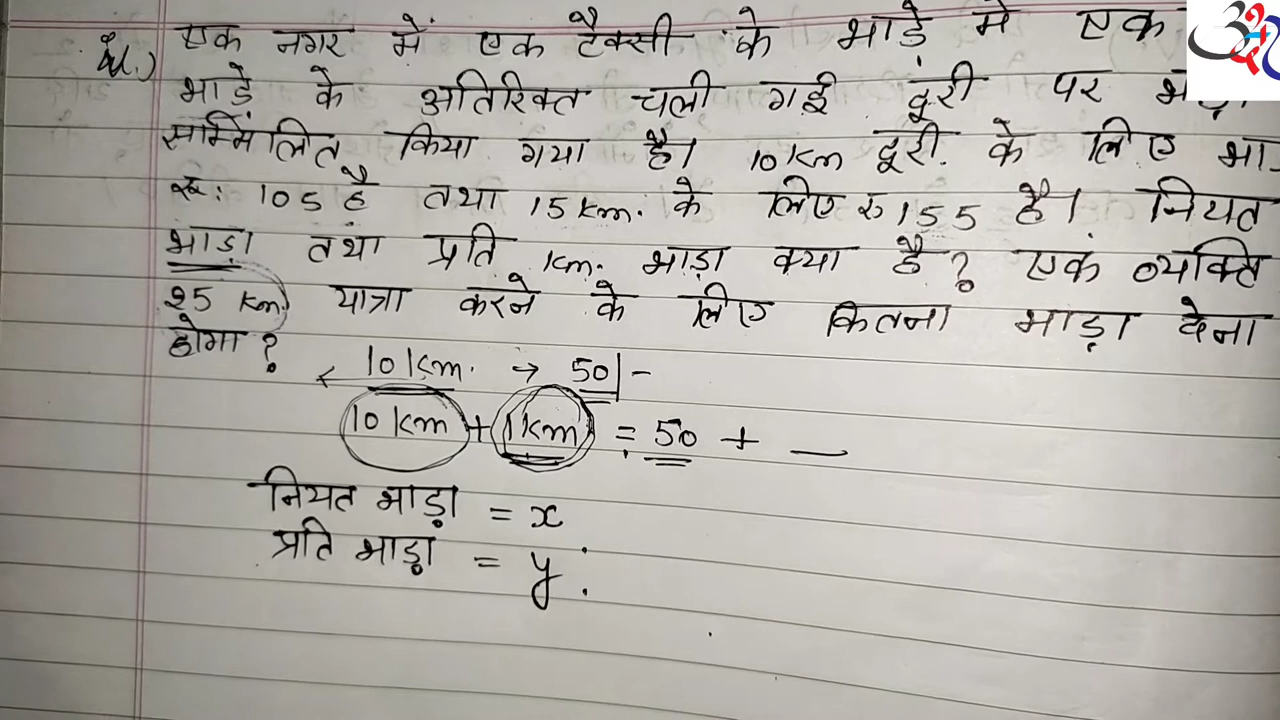 एक नगर में एक टैक्सी के भाड़े मे एक
भाड़े के अतिरिक्त चली गई दूरी पर
सम्मिलित किया गया है। 10 Km दूरी के लिए भा
रू: 105 है तथा 15 km. के लिए रु 155 है। नियत
भाड़ा तथा प्रति km. भाड़ा क्या है? एक व्यक्ति
25 km. यात्रा करने के लिए कितना भाड़ा देना
होगा?
10 Km. → 50/-
10 Km + 1 Km = 50 + __
नियत भाड़ा = x
प्रति भाड़ा = y